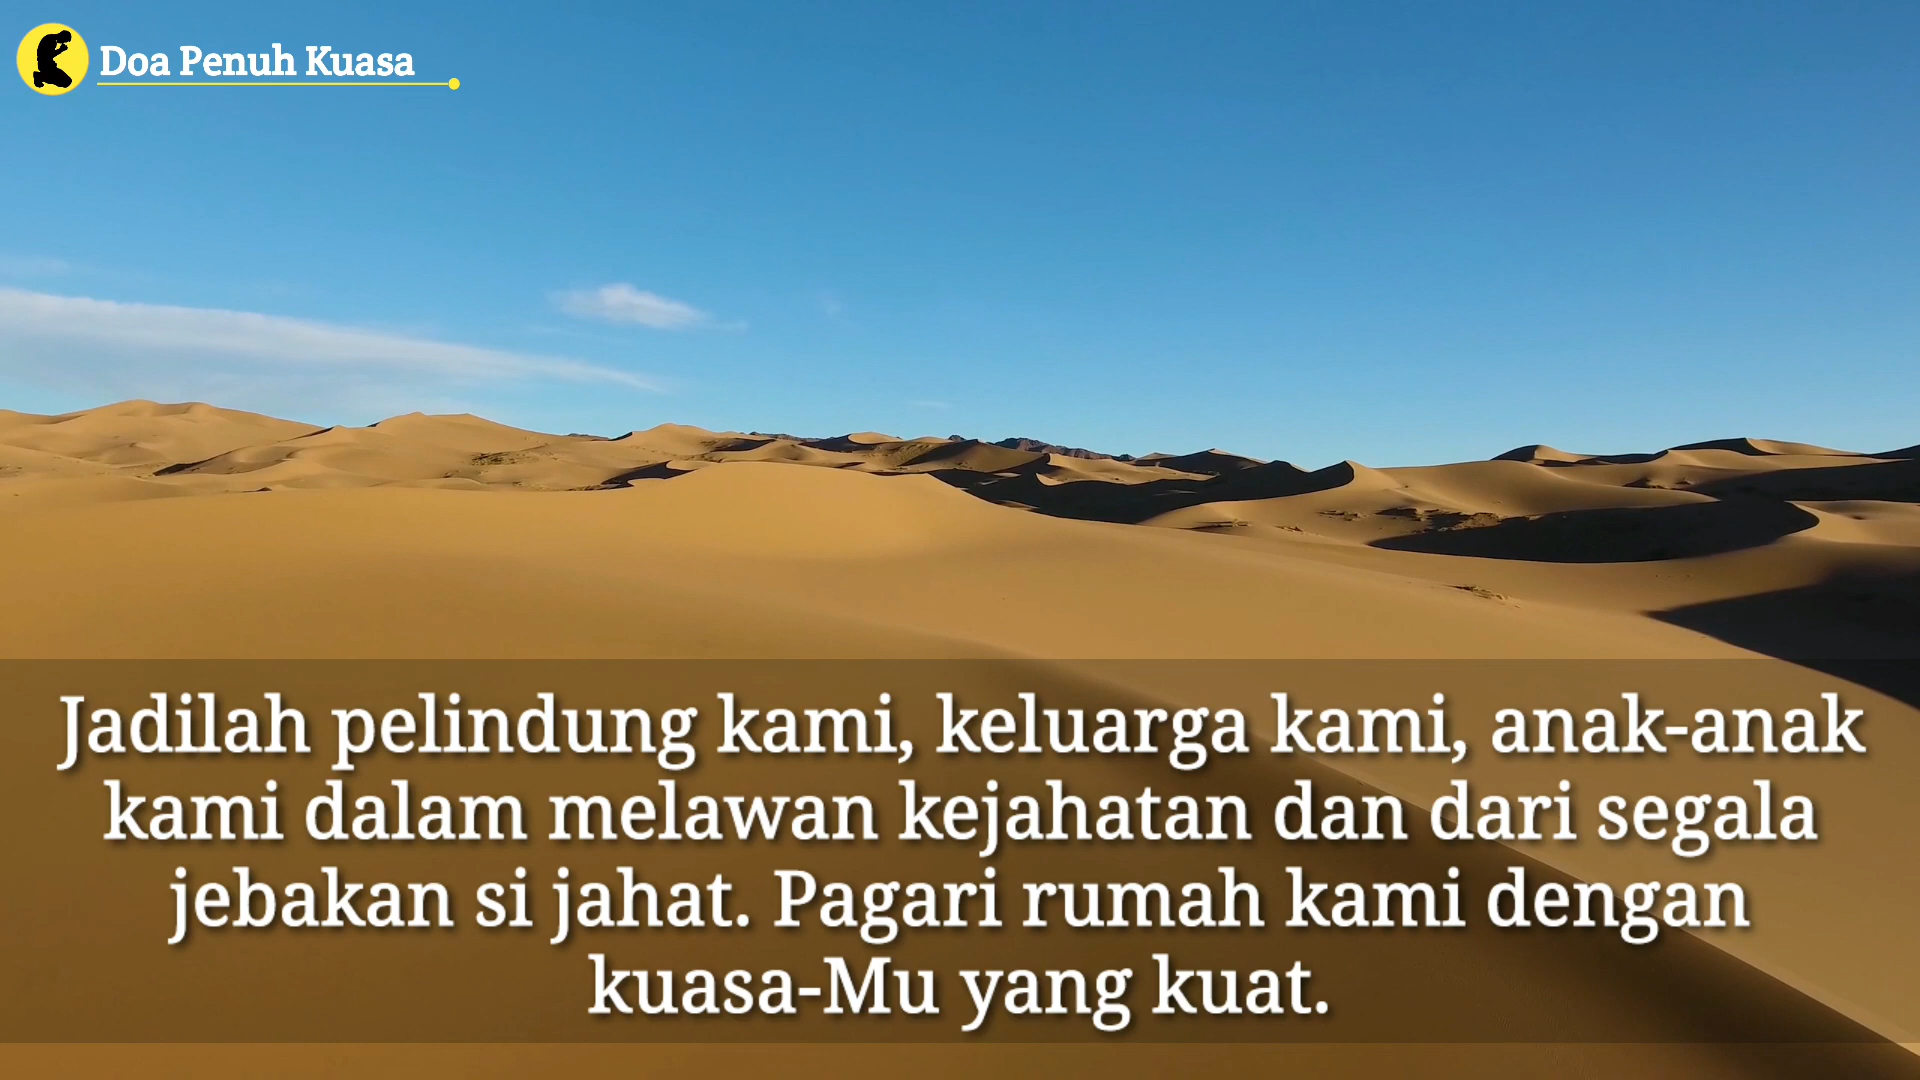 Doa Penuh Kuasa
Jadilah pelindung kami, keluarga kami, anak-anak
kami dalam melawan kejahatan dan dari segala
jebakan si jahat. Pagari rumah kami dengan
kuasa-Mu yang kuat.